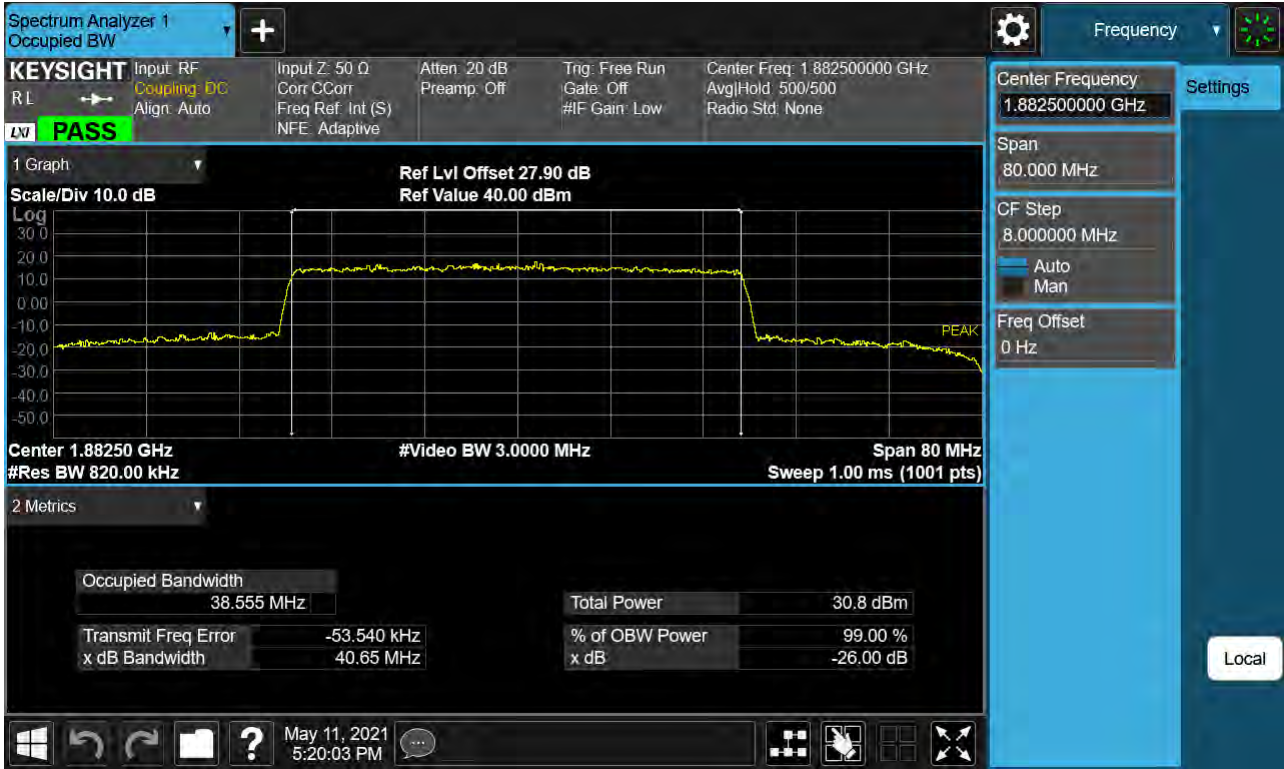 Spectrum Analyzer 1
Occupied BW
+
Frequency
KEYSIGHT
R L
LXI PASS
Input: RF
Coupling: DC
Align: Auto
Input Z: 50 Ω
Corr CCorr
Freq Ref: Int (S)
NFE: Adaptive
Atten: 20 dB
Preamp: Off
Trig: Free Run
Gate: Off
#IF Gain: Low
Center Freq: 1.882500000 GHz
Avg|Hold: 500/500
Radio Std: None
1 Graph
Scale/Div 10.0 dB
Ref Lvl Offset 27.90 dB
Ref Value 40.00 dBm
Log
30.0
20.0
10.0
0.00
-10.0
-20.0
-30.0
-40.0
-50.0
PEAK
Center 1.88250 GHz
#Video BW 3.0000 MHz
Span 80 MHz
#Res BW 820.00 kHz
Sweep 1.00 ms (1001 pts)
2 Metrics
Occupied Bandwidth
38.555 MHz
Transmit Freq Error -53.540 kHz
x dB Bandwidth 40.65 MHz
Total Power 30.8 dBm
% of OBW Power 99.00 %
x dB -26.00 dB
?
May 11, 2021
5:20:03 PM
Center Frequency
1.882500000 GHz
Span
80.000 MHz
CF Step
8.000000 MHz
Auto
Man
Freq Offset
0 Hz
Settings
Local